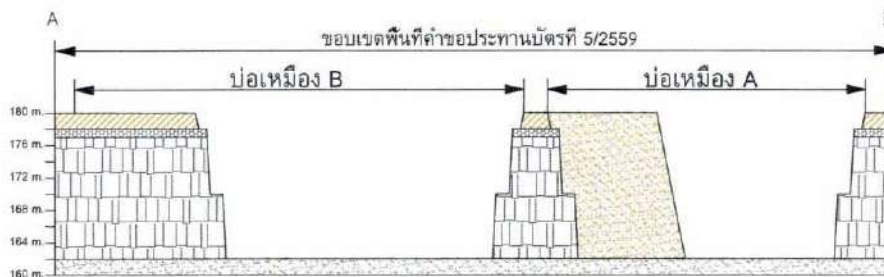 A
ขอบเขตพื้นที่คำขอประทานบัตรที่ 5/2559
บ่อเหมือง B
บ่อเหมือง A
180 m.
176 m.
172 m.
168 m.
164 m.
160 m.